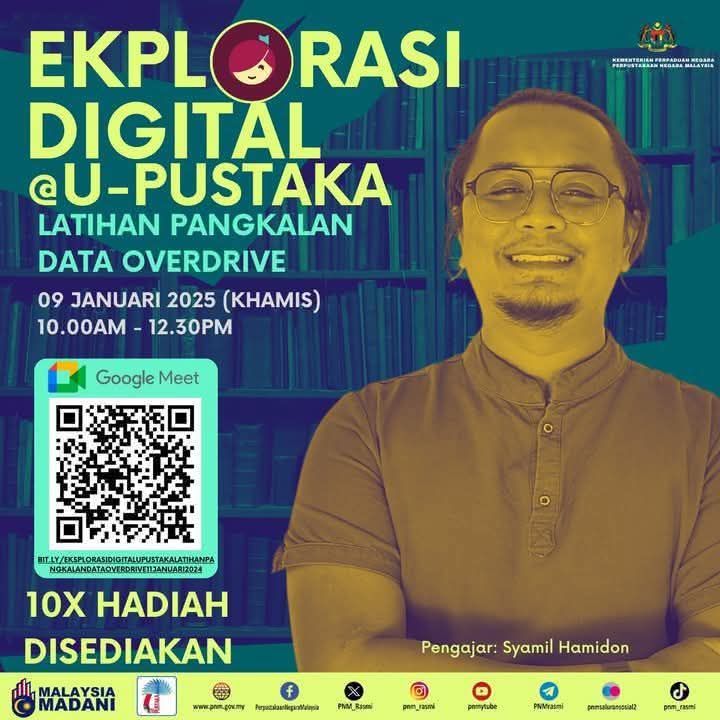 EKPLORASI
DIGITAL
@U-PUSTAKA
LATIHAN PANGKALAN
DATA OVERDRIVE
09 JANUARI 2025 (KHAMIS)
10.00AM - 12.30PM
Google Meet
BIT.LY/EKSPLORASIDIGITALUPUSTAKALATIHANPA
NGKALANDATAOVERDRIVE11JANUARI2024
10X HADIAH
DISEDIAKAN
KEMENTERIAN PERPADUAN NEGARA
PERPUSTAKAAN NEGARA MALAYSIA
Pengajar: Syamil Hamidon
MALAYSIA
MADANI
www.pnm.gov.my
PerpustakaanNegaraMalaysia
PNM_Rasmi
pnm_rasmi
pnmytube
PNMrasmi
pnmsaluransosial2
pnm_rasmi